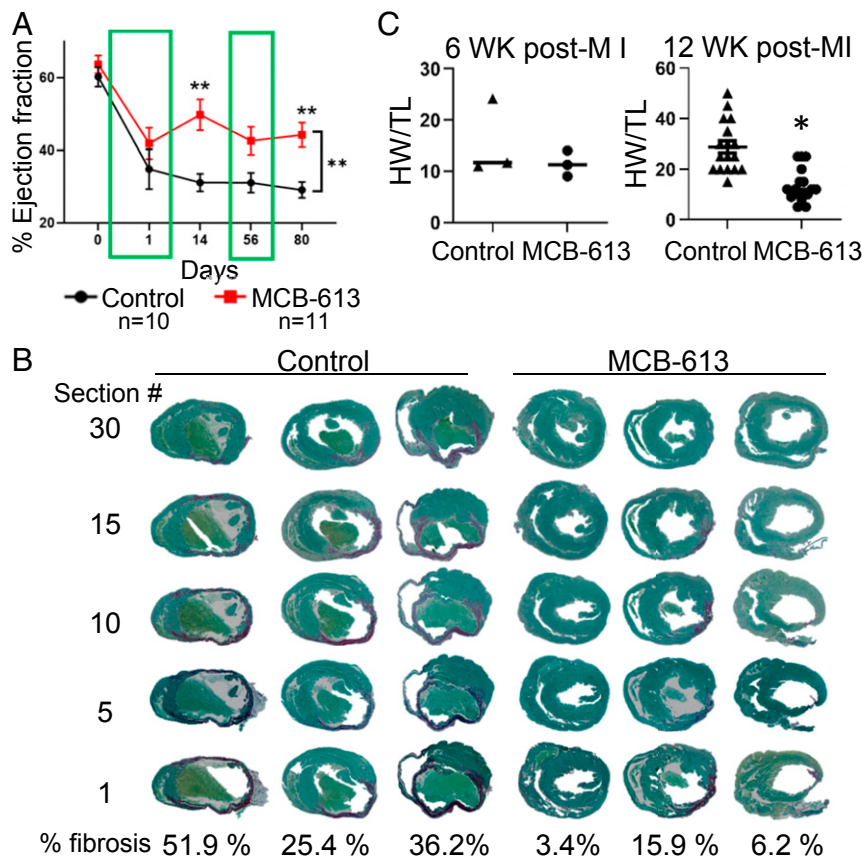 A
% Ejection fraction
60
40
20
**
**
**
0 1 14 56 80
Days
Control
n=10
MCB-613
n=11
C
6 WK post-M I
HW/TL
30
20
10
0
Control MCB-613
12 WK post-MI
HW/TL
60
40
20
0
*
Control MCB-613
B
Control MCB-613
Section #
30
15
10
5
1
% fibrosis 51.9 % 25.4 % 36.2% 3.4% 15.9 % 6.2 %